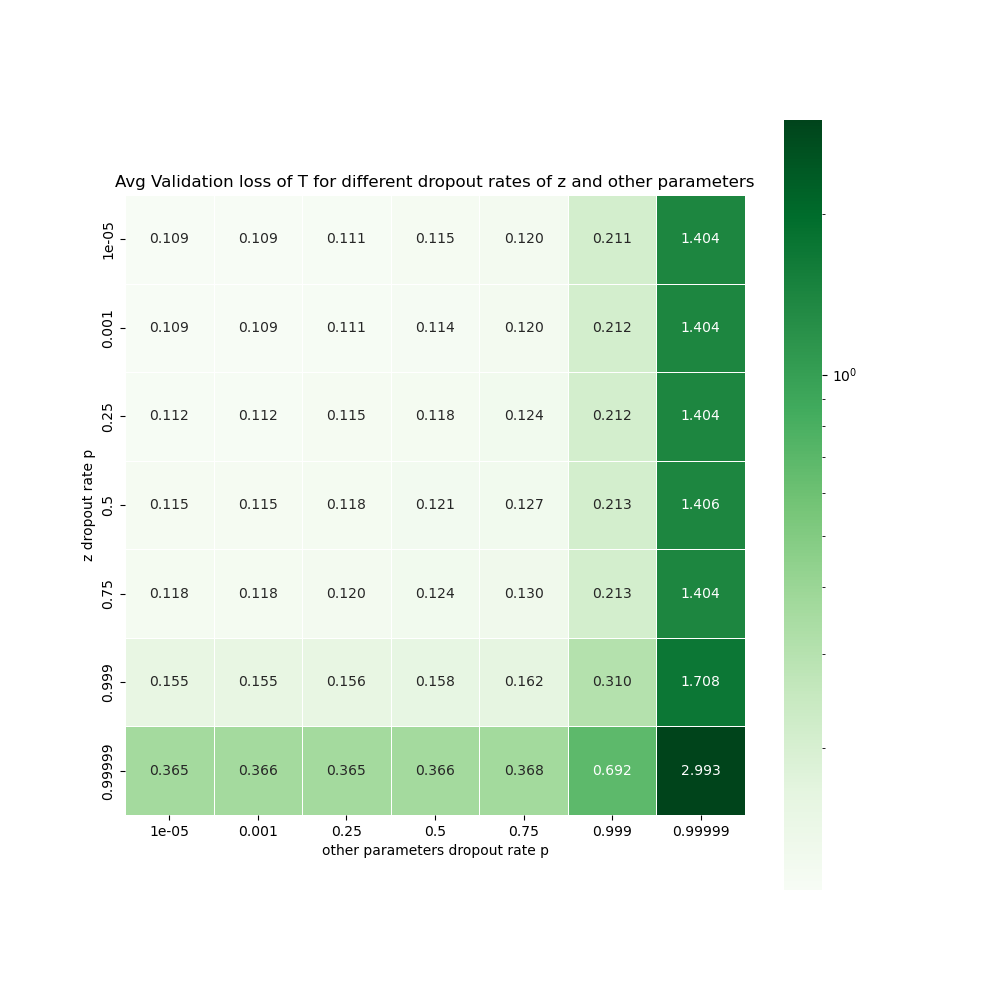 Avg Validation loss of T for different dropout rates of z and other parameters
1e-05 0.109 0.109 0.111 0.115 0.120 0.211 1.404
0.001 0.109 0.109 0.111 0.114 0.120 0.212 1.404
0.25 0.112 0.112 0.115 0.118 0.124 0.212 1.404
0.5 0.115 0.115 0.118 0.121 0.127 0.213 1.406
0.75 0.118 0.118 0.120 0.124 0.130 0.213 1.404
0.999 0.155 0.155 0.156 0.158 0.162 0.310 1.708
0.99999 0.365 0.366 0.365 0.366 0.368 0.692 2.993
1e-05 0.001 0.25 0.5 0.75 0.999 0.99999
other parameters dropout rate p
z dropout rate p
10⁰